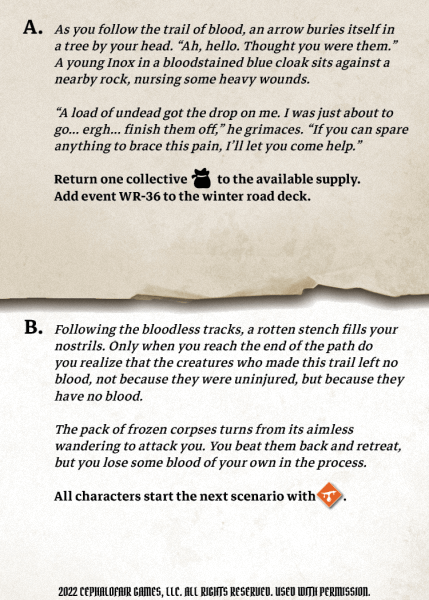 A. As you follow the trail of blood, an arrow buries itself in
a tree by your head. “Ah, hello. Thought you were them.”
A young Inox in a bloodstained blue cloak sits against a
nearby rock, nursing some heavy wounds.
“A load of undead got the drop on me. I was just about to
go... ergh... finish them off,” he grimaces. “If you can spare
anything to brace this pain, I’ll let you come help.”
Return one collective to the available supply.
Add event WR-36 to the winter road deck.
B. Following the bloodless tracks, a rotten stench fills your
nostrils. Only when you reach the end of the path do
you realize that the creatures who made this trail left no
blood, not because they were uninjured, but because they
have no blood.
The pack of frozen corpses turns from its aimless
wandering to attack you. You beat them back and retreat,
but you lose some blood of your own in the process.
All characters start the next scenario with .
2022 CEPHALOFAIR GAMES, LLC. ALL RIGHTS RESERVED. USED WITH PERMISSION.